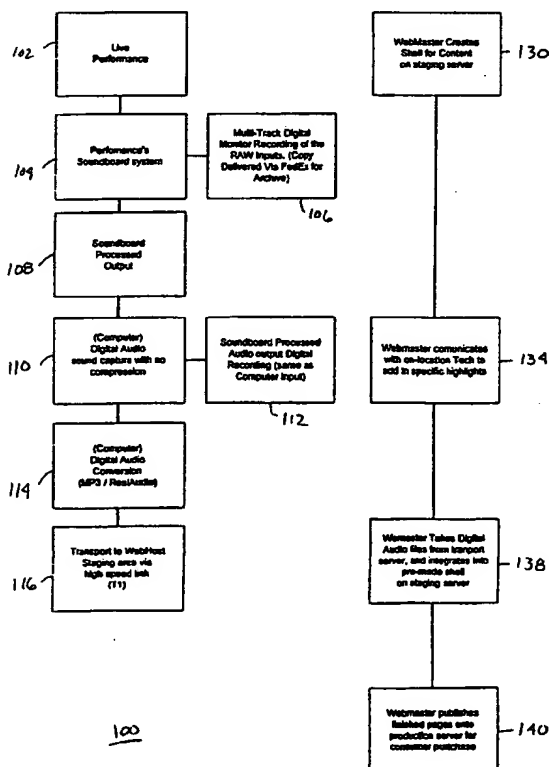 102
Live
Performance
104
Perfomance's
Soundboard system
Multi-Track Digital
Monitor Recording of the
RAW Inputs. (Copy
Delivered Via FedEx for
Archive)
106
108
Soundboard
Processed
Output
110
(Computer)
Digital Audio
sound capture with no
compression
Soundboard Processed
Audio output Digital
Recording (same as
Computer Input)
112
114
(Computer)
Digital Audio
Conversion
(MP3 / RealAudio)
116
Transport to WebHost
Staging area via
high speed link
(T1)
100
WebMaster Creates
Shell for Content
on staging server
130
Webmaster comunicates
with on-location Tech to
add in specific highlights
134
Wemaster Takes Digital
Audio files from tranport
server, and integrates into
pre-made shell
on staging server
138
Webmaster publishes
finished pages onto
production server for
consumer purtchase
140